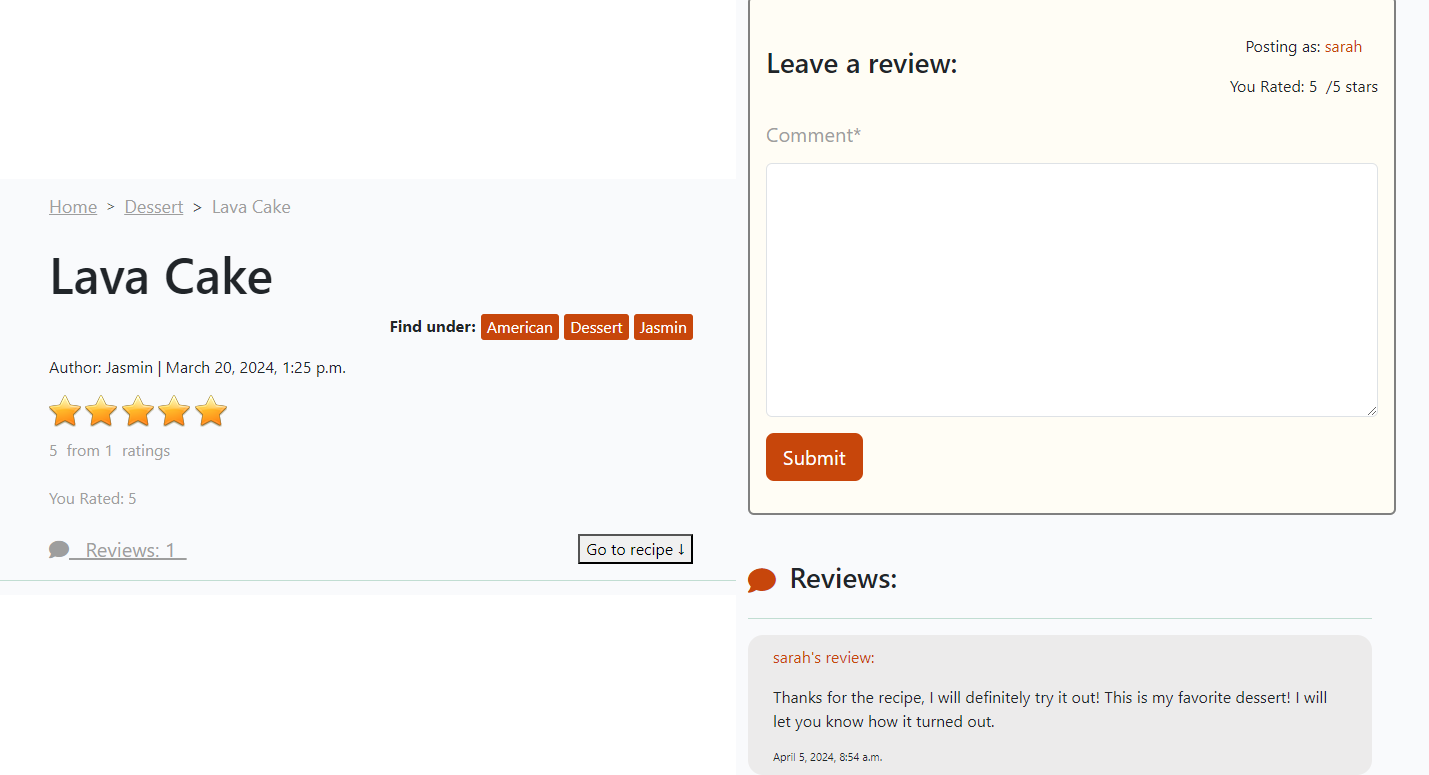 Home > Dessert > Lava Cake
Lava Cake
Find under: American Dessert Jasmin
Author: Jasmin | March 20, 2024, 1:25 p.m.
5 from 1 ratings
You Rated: 5
Reviews: 1
Go to recipe ↓
Posting as: sarah
Leave a review:
You Rated: 5 /5 stars
Comment*
Submit
Reviews:
sarah's review:
Thanks for the recipe, I will definitely try it out! This is my favorite dessert! I will
let you know how it turned out.
April 5, 2024, 8:54 a.m.